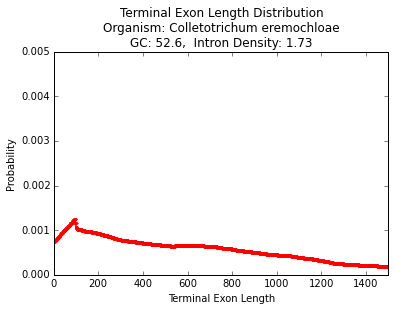 Terminal Exon Length Distribution
Organism: Colletotrichum eremochloae
GC: 52.6,  Intron Density: 1.73
0.005
0.004
0.003
0.002
0.001
0.000
Probability
0 200 400 600 800 1000 1200 1400
Terminal Exon Length